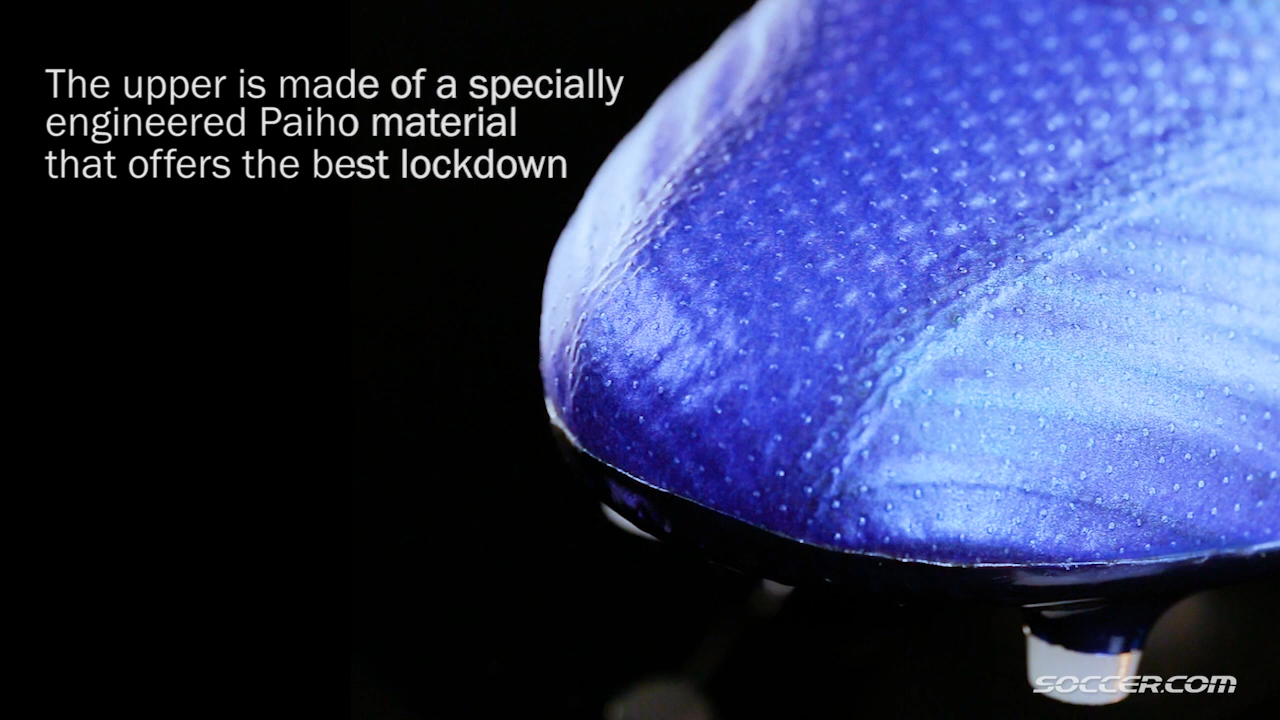 The upper is made of a specially
engineered Paiho material
that offers the best lockdown
SOCCER.COM